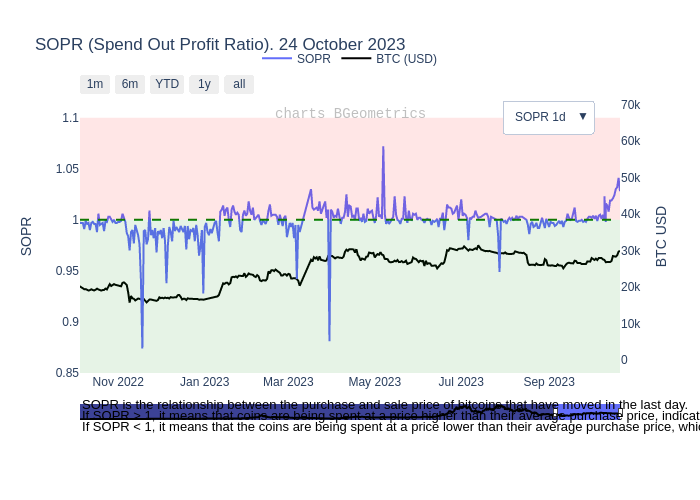 SOPR (Spend Out Profit Ratio). 24 October 2023
SOPR BTC (USD)
1m 6m YTD 1y all
charts BGeometrics
SOPR 1d ▼
1.1
1.05
1
0.95
0.9
0.85
SOPR
70k
60k
50k
40k
30k
20k
10k
0
BTC USD
Nov 2022 Jan 2023 Mar 2023 May 2023 Jul 2023 Sep 2023
SOPR is the relationship between the purchase and sale price of bitcoins that have moved in the last day.
If SOPR > 1, it means that coins are being spent at a price higher than their average purchase price, indicat
If SOPR < 1, it means that the coins are being spent at a price lower than their average purchase price, whi